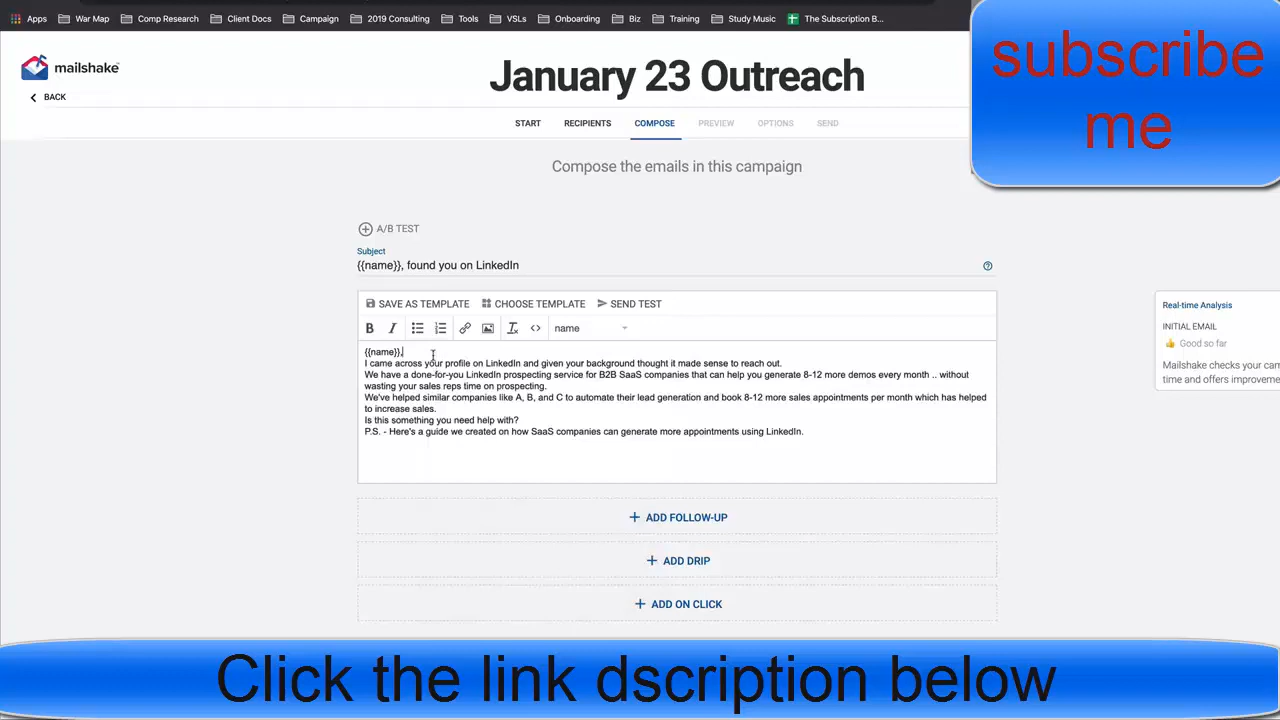 Apps War Map Comp Research Client Docs Campaign 2019 Consulting Tools VSLs Onboarding Biz Training Study Music The Subscription B...
subscribe
me
mailshake
BACK
January 23 Outreach
START RECIPIENTS COMPOSE PREVIEW OPTIONS SEND
Compose the emails in this campaign
A/B TEST
Subject
{{name}}, found you on LinkedIn
SAVE AS TEMPLATE CHOOSE TEMPLATE SEND TEST
B I name
{{name}},
I came across your profile on LinkedIn and given your background thought it made sense to reach out.
We have a done-for-you LinkedIn prospecting service for B2B SaaS companies that can help you generate 8-12 more demos every month .. without
wasting your sales reps time on prospecting.
We've helped similar companies like A, B, and C to automate their lead generation and book 8-12 more sales appointments per month which has helped
to increase sales.
Is this something you need help with?
P.S. - Here's a guide we created on how SaaS companies can generate more appointments using LinkedIn.
Real-time Analysis
INITIAL EMAIL
Good so far
Mailshake checks your cam
time and offers improveme
ADD FOLLOW-UP
ADD DRIP
ADD ON CLICK
Click the link dscription below